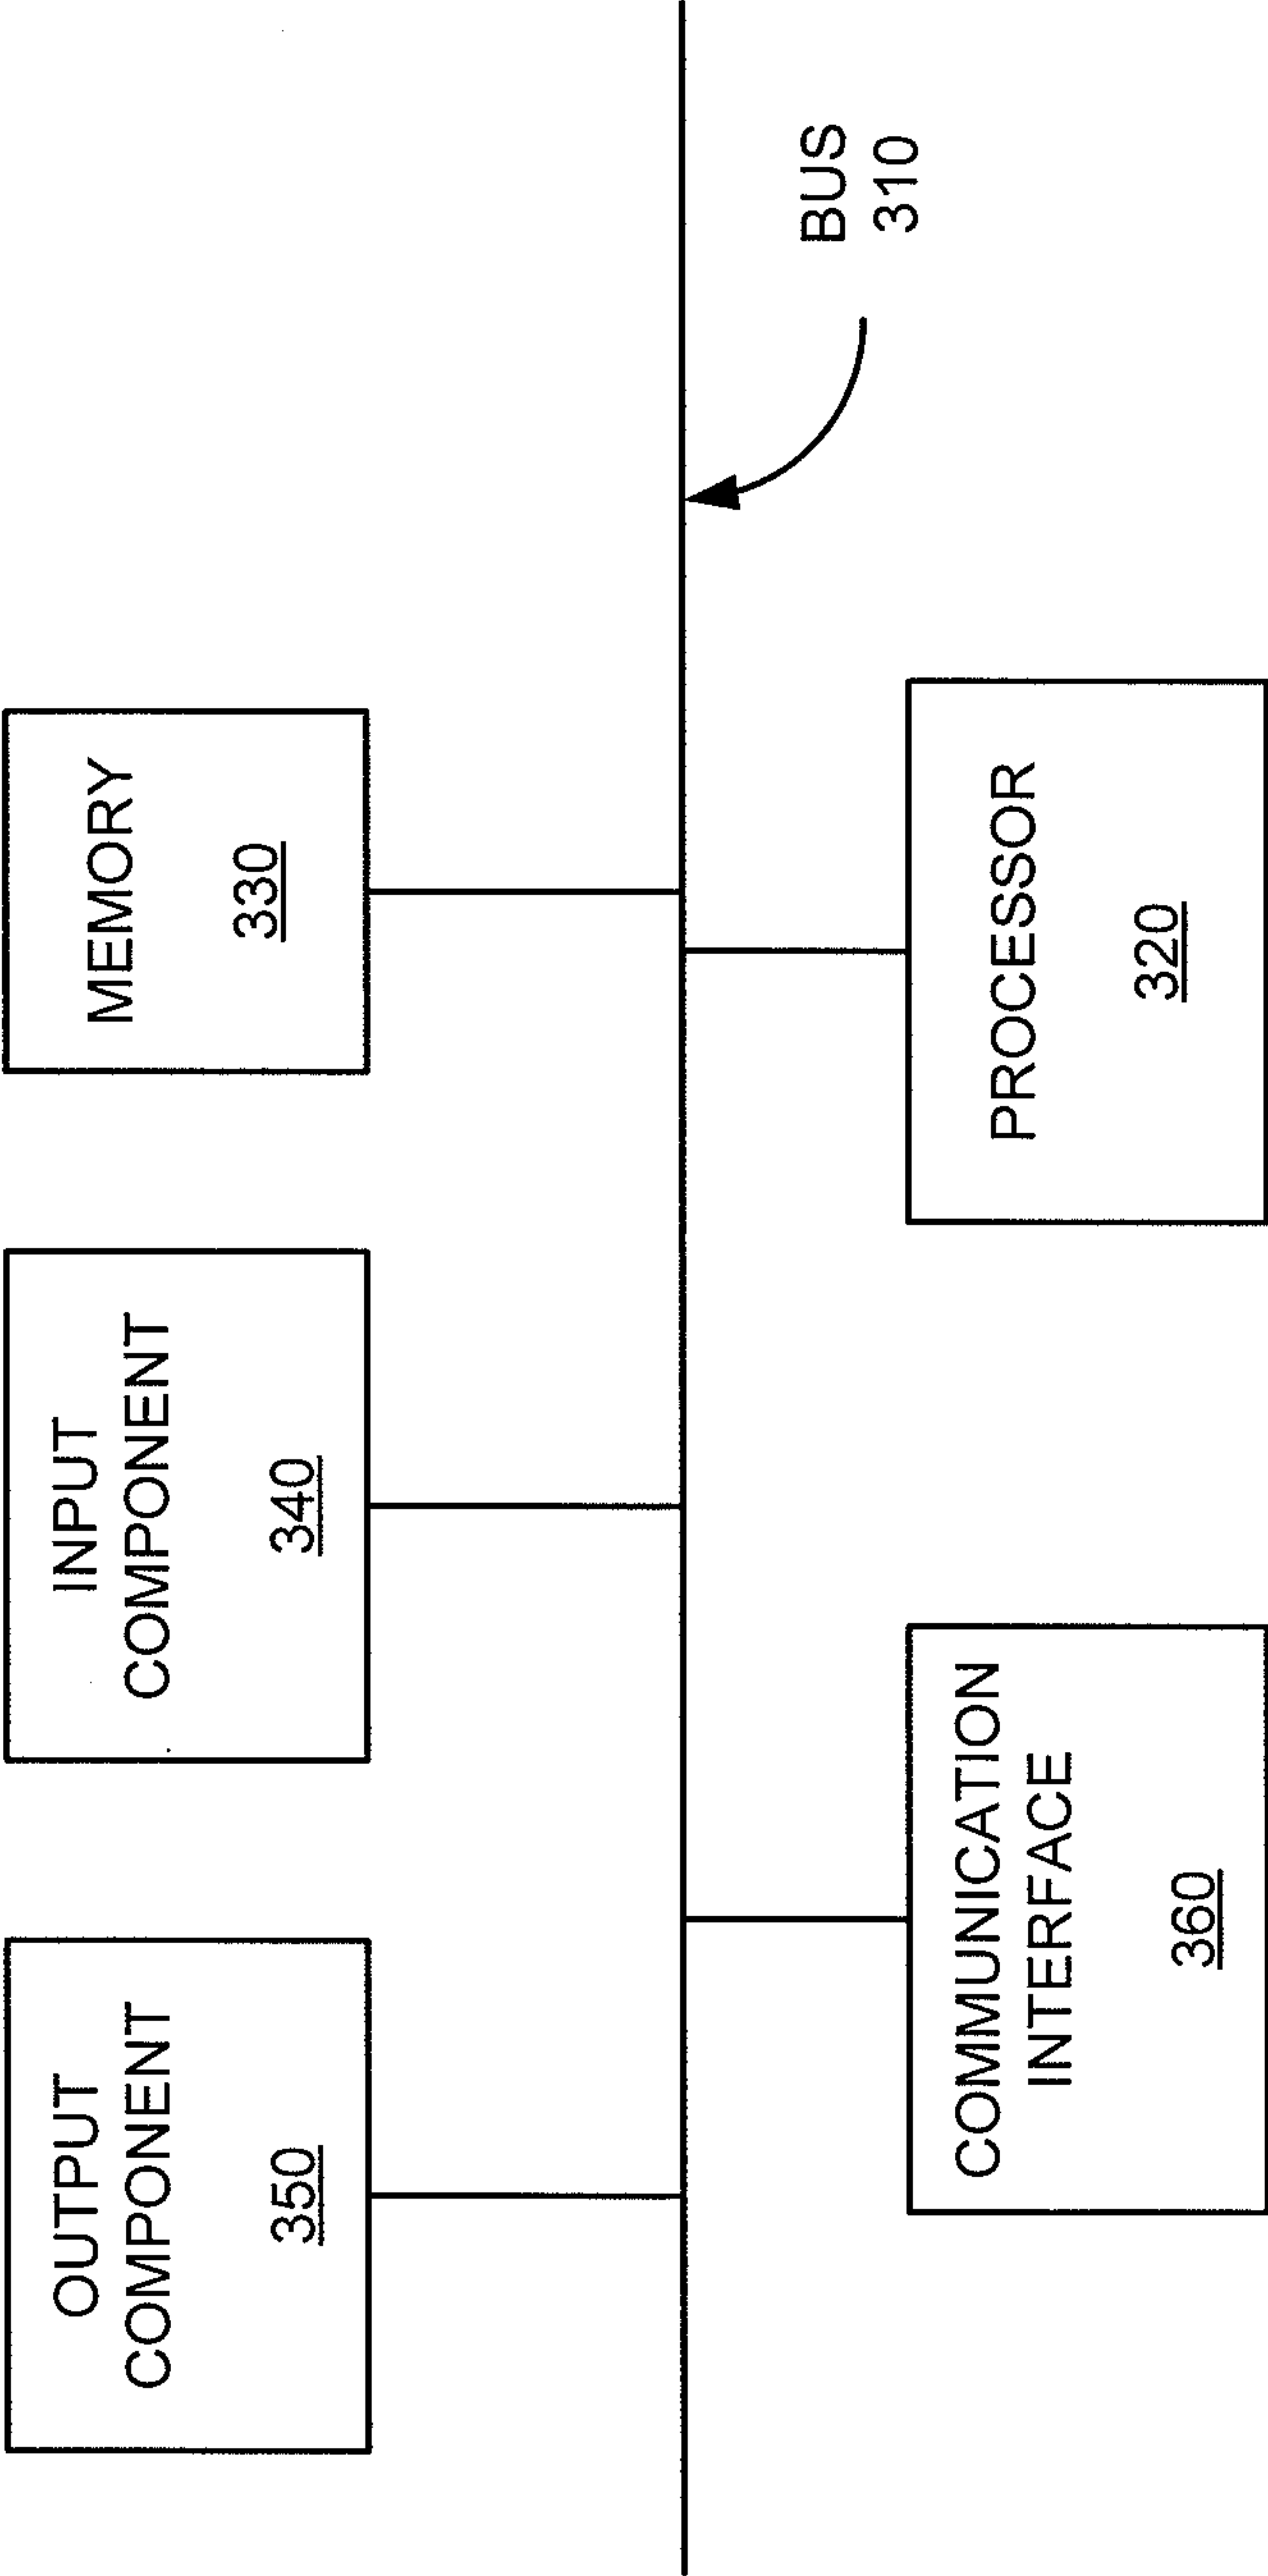 OUTPUT
COMPONENT
350
INPUT
COMPONENT
340
MEMORY
330
COMMUNICATION
INTERFACE
360
PROCESSOR
320
BUS
310